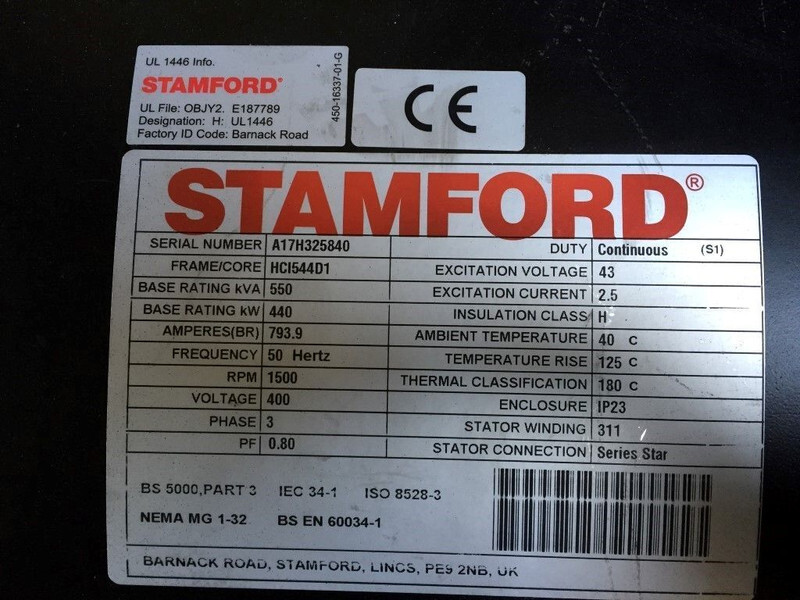 UL 1446 Info.
STAMFORD®
UL File: OBJY2. E187789
Designation: H: UL1446
Factory ID Code: Barnack Road
450-16337-01-G
CE
STAMFORD®
SERIAL NUMBER A17H325840
FRAME/CORE HCI544D1
BASE RATING kVA 550
BASE RATING kW 440
AMPERES(BR) 793.9
FREQUENCY 50 Hertz
RPM 1500
VOLTAGE 400
PHASE 3
PF 0.80
DUTY Continuous (S1)
EXCITATION VOLTAGE 43
EXCITATION CURRENT 2.5
INSULATION CLASS H
AMBIENT TEMPERATURE 40 C
TEMPERATURE RISE 125 C
THERMAL CLASSIFICATION 180 C
ENCLOSURE IP23
STATOR WINDING 311
STATOR CONNECTION Series Star
BS 5000,PART 3 IEC 34-1 ISO 8528-3
NEMA MG 1-32 BS EN 60034-1
BARNACK ROAD, STAMFORD, LINCS, PE9 2NB, UK